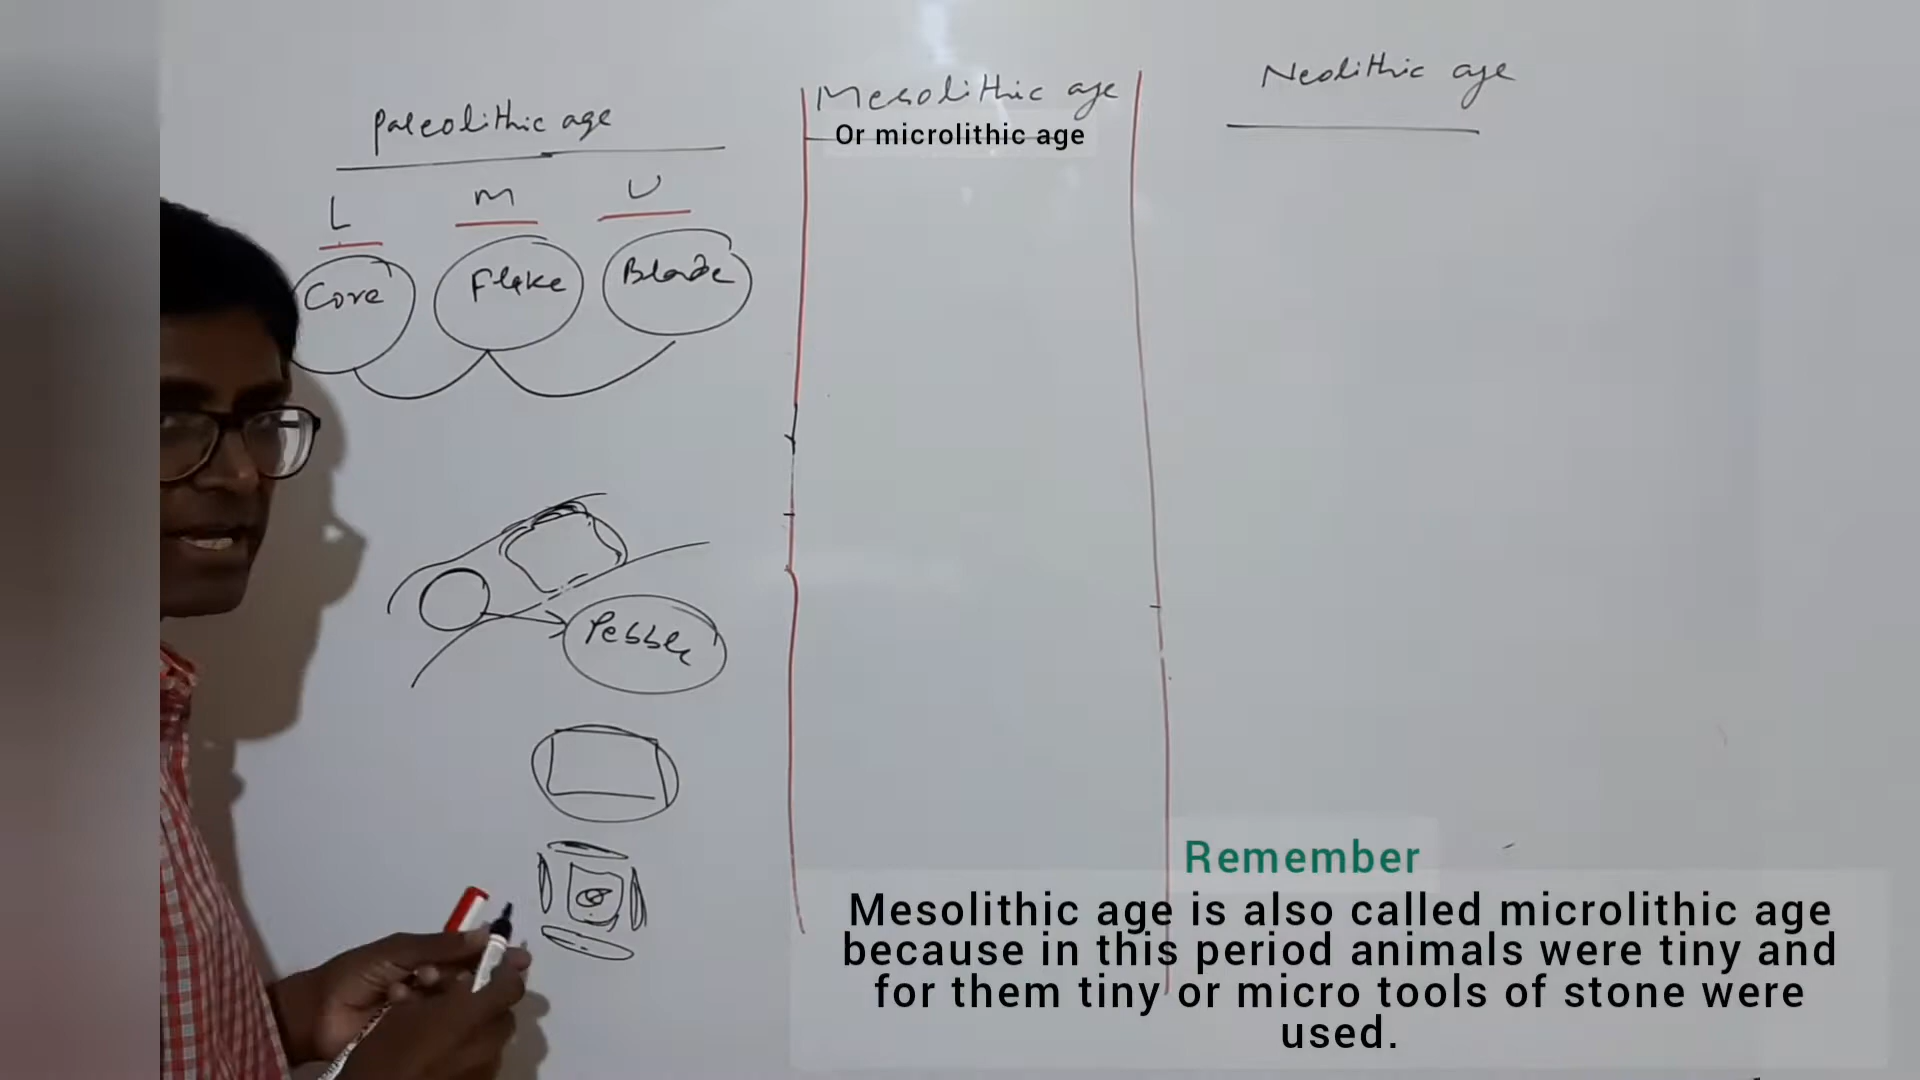 Paleolithic age
Mesolithic age
Or microlithic age
Neolithic age
L M U
Core Flake Blade
Pebble
Remember
Mesolithic age is also called microlithic age
because in this period animals were tiny and
for them tiny or micro tools of stone were
used.